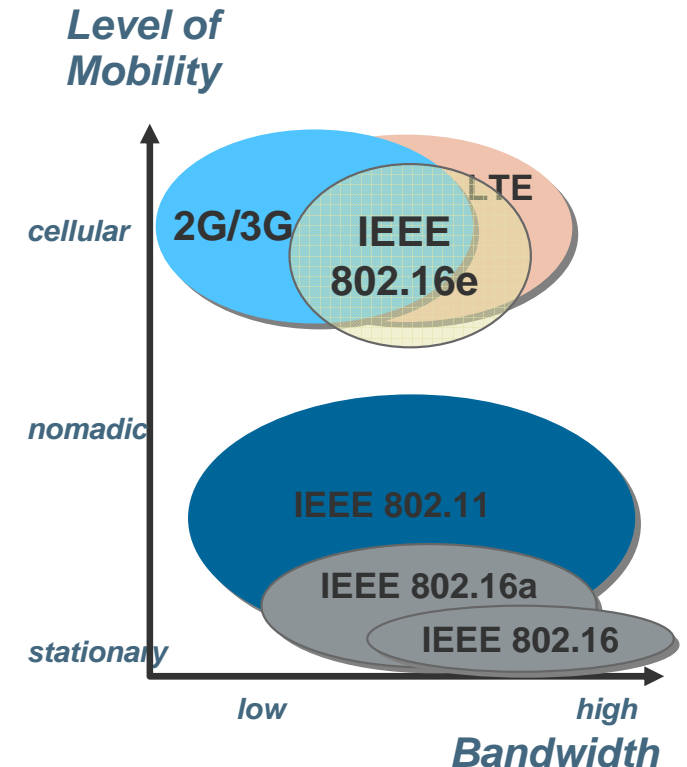 Level of
Mobility
cellular
2G/3G
LTE
IEEE
802.16e
nomadic
IEEE 802.11
IEEE 802.16a
IEEE 802.16
stationary
low
high
Bandwidth